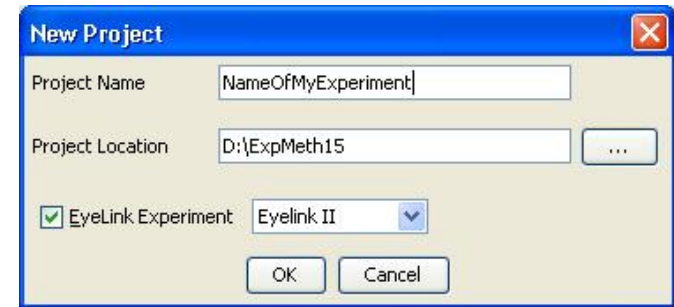 New Project
Project Name NameOfMyExperiment
Project Location D:\ExpMeth15 ...
EyeLink Experiment Eyelink II
OK Cancel